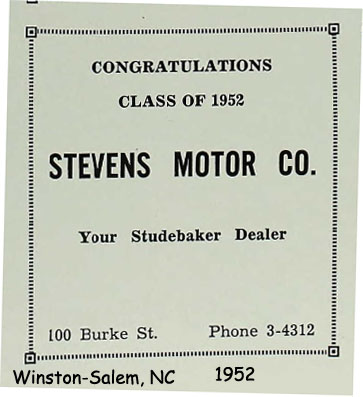 CONGRATULATIONS
CLASS OF 1952
STEVENS MOTOR CO.
Your Studebaker Dealer
100 Burke St. Phone 3-4312
Winston-Salem, NC 1952